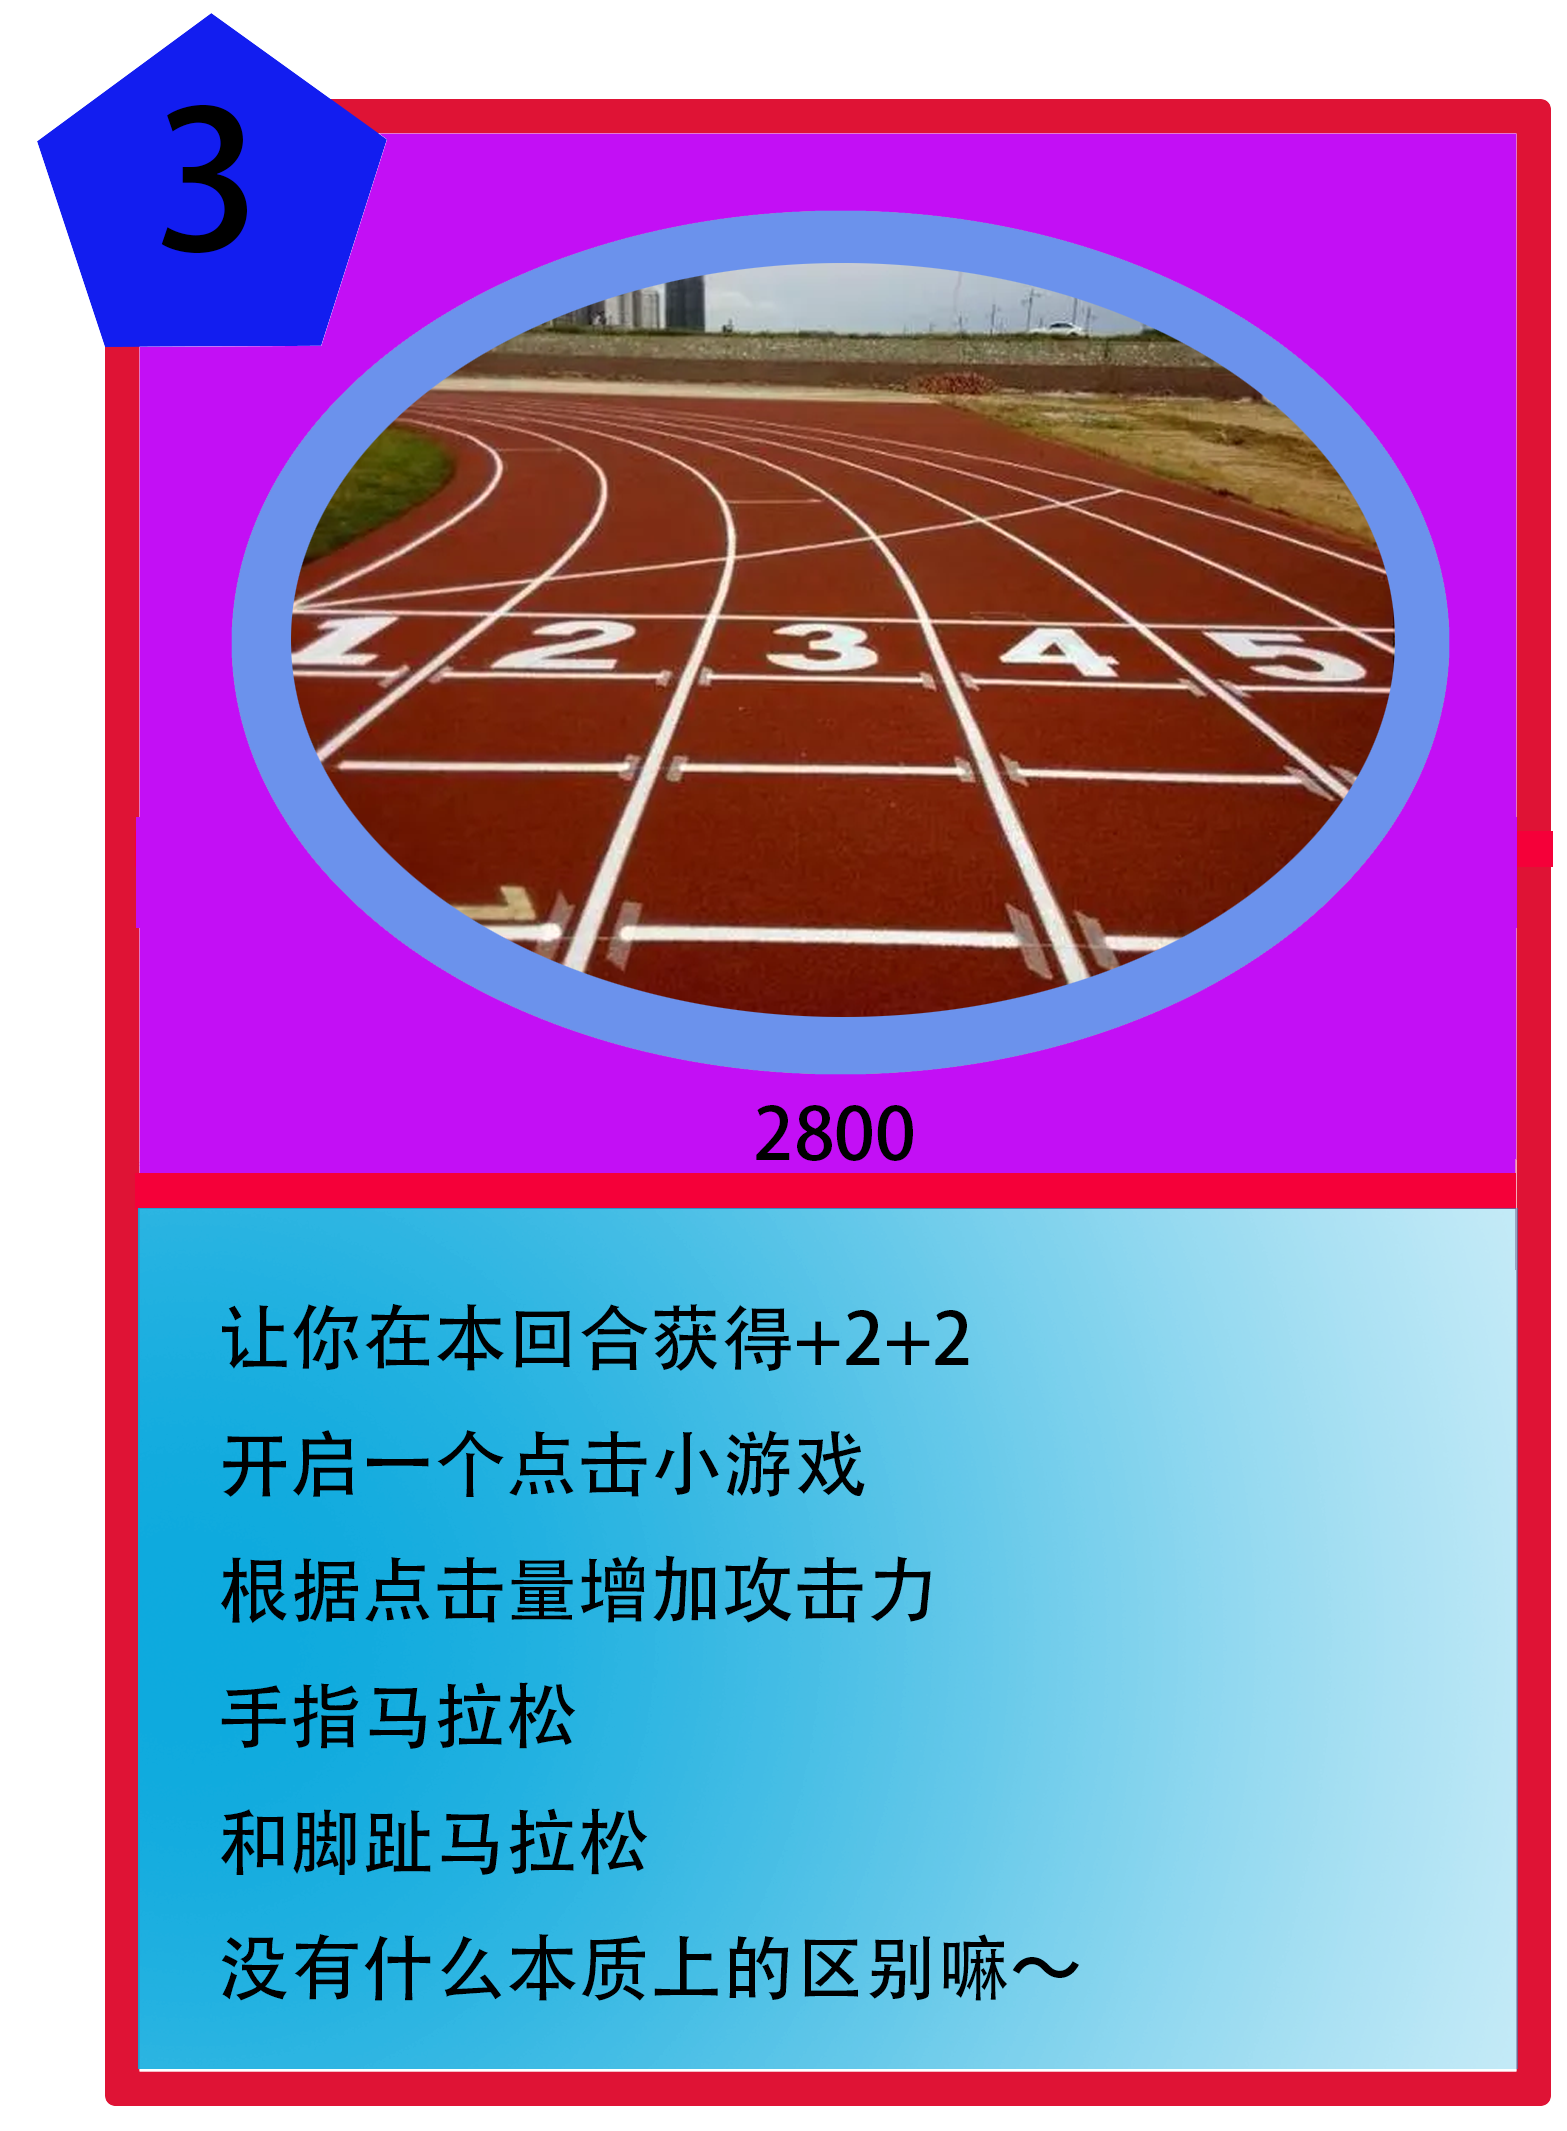 3
1 2 3 4 5
2800
让你在本回合获得+2+2
开启一个点击小游戏
根据点击量增加攻击力
手指马拉松
和脚趾马拉松
没有什么本质上的区别嘛～